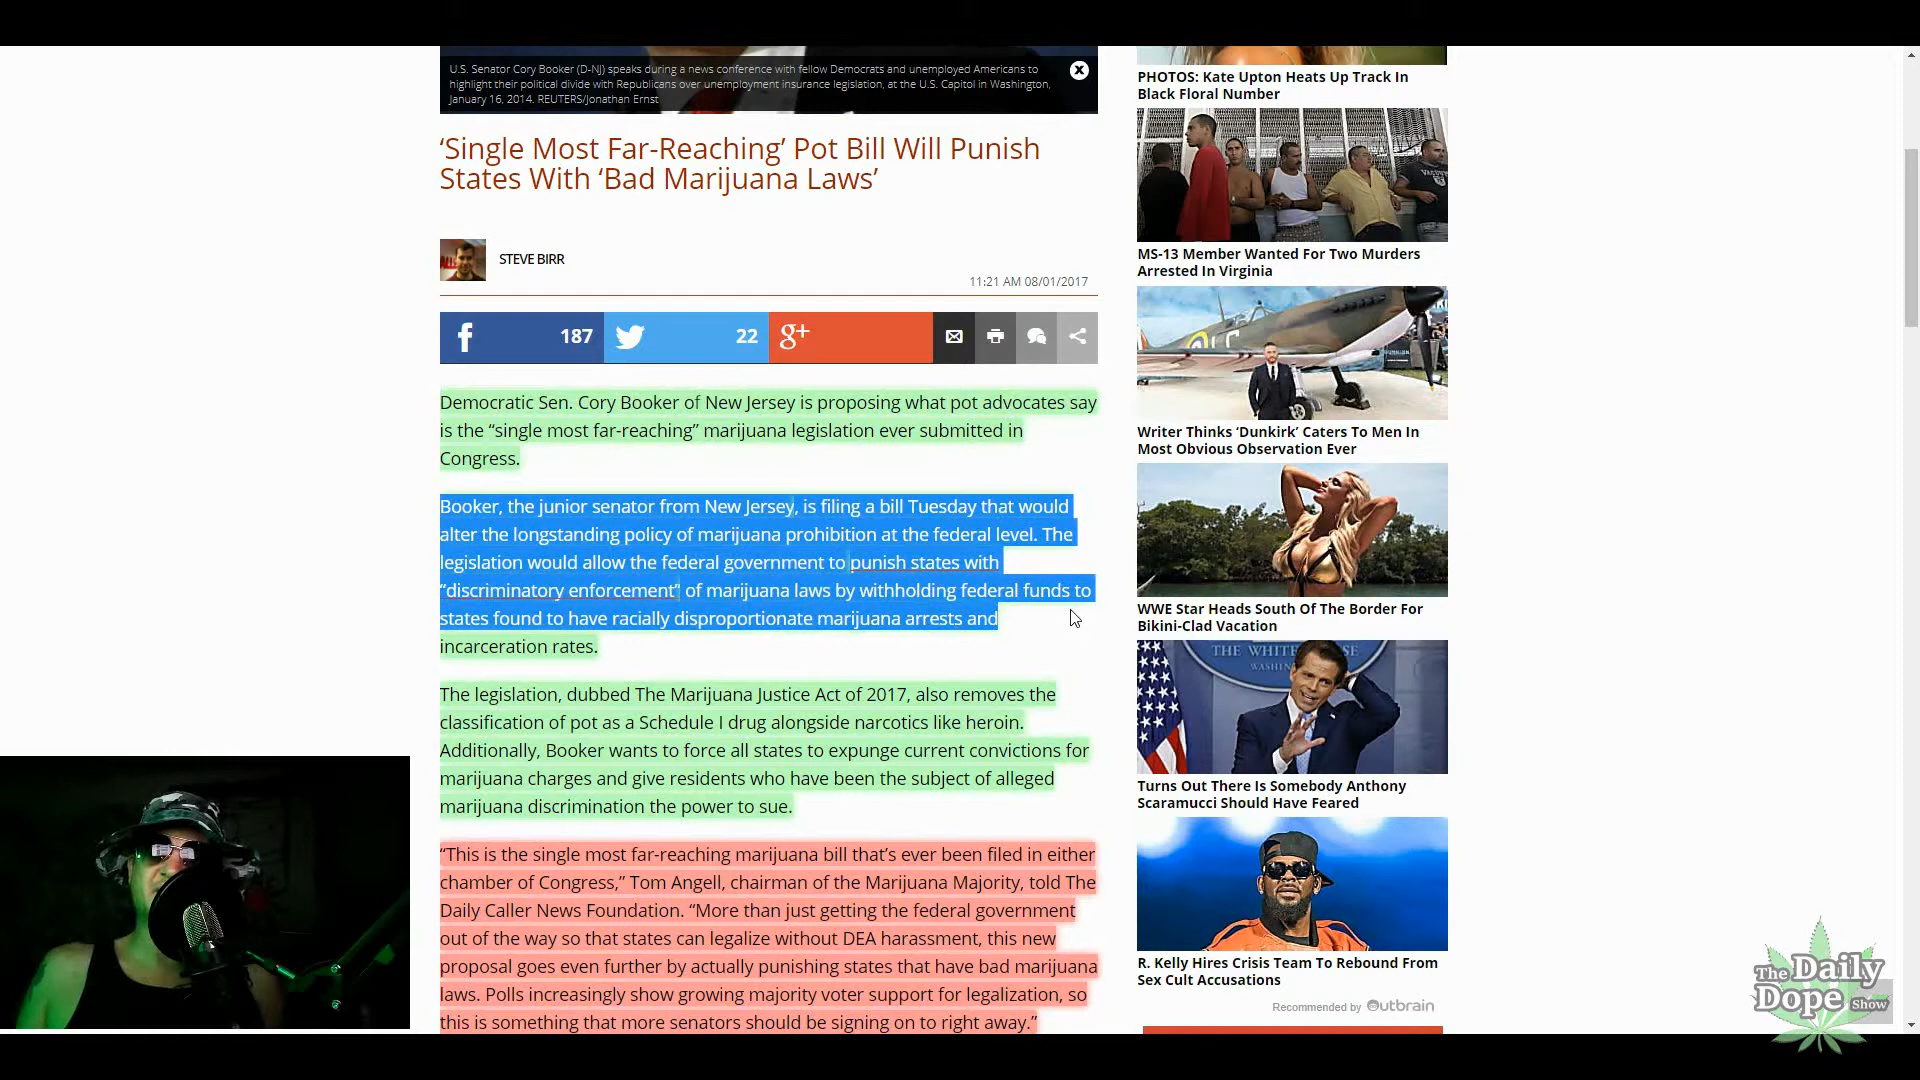 U.S. Senator Cory Booker (D-NJ) speaks during a news conference with fellow Democrats and unemployed Americans to
highlight their political divide with Republicans over unemployment insurance legislation, at the U.S. Capitol in Washington,
January 16, 2014. REUTERS/Jonathan Ernst
‘Single Most Far-Reaching’ Pot Bill Will Punish
States With ‘Bad Marijuana Laws’
STEVE BIRR
11:21 AM 08/01/2017
187
22
g+
Democratic Sen. Cory Booker of New Jersey is proposing what pot advocates say
is the “single most far-reaching” marijuana legislation ever submitted in
Congress.
Booker, the junior senator from New Jersey, is filing a bill Tuesday that would
alter the longstanding policy of marijuana prohibition at the federal level. The
legislation would allow the federal government to punish states with
“discriminatory enforcement” of marijuana laws by withholding federal funds to
states found to have racially disproportionate marijuana arrests and
incarceration rates.
The legislation, dubbed The Marijuana Justice Act of 2017, also removes the
classification of pot as a Schedule I drug alongside narcotics like heroin.
Additionally, Booker wants to force all states to expunge current convictions for
marijuana charges and give residents who have been the subject of alleged
marijuana discrimination the power to sue.
“This is the single most far-reaching marijuana bill that’s ever been filed in either
chamber of Congress,” Tom Angell, chairman of the Marijuana Majority, told The
Daily Caller News Foundation. “More than just getting the federal government
out of the way so that states can legalize without DEA harassment, this new
proposal goes even further by actually punishing states that have bad marijuana
laws. Polls increasingly show growing majority voter support for legalization, so
this is something that more senators should be signing on to right away.”
PHOTOS: Kate Upton Heats Up Track In
Black Floral Number
MS-13 Member Wanted For Two Murders
Arrested In Virginia
Writer Thinks ‘Dunkirk’ Caters To Men In
Most Obvious Observation Ever
WWE Star Heads South Of The Border For
Bikini-Clad Vacation
THE WHITE
WASHIN
Turns Out There Is Somebody Anthony
Scaramucci Should Have Feared
R. Kelly Hires Crisis Team To Rebound From
Sex Cult Accusations
Recommended by Outbrain
The Daily
Dope Show